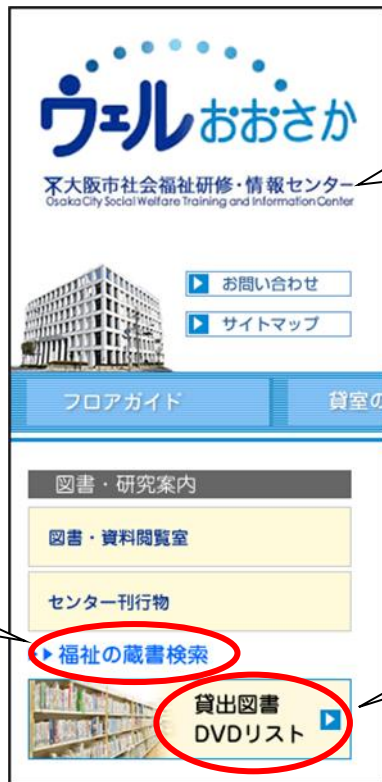 ウェルおおさか
大阪市社会福祉研修・情報センター
Osaka City Social Welfare Training and Information Center
お問い合わせ
サイトマップ
フロアガイド
貸室の
図書・研究案内
図書・資料閲覧室
センター刊行物
福祉の蔵書検索
貸出図書
DVDリスト